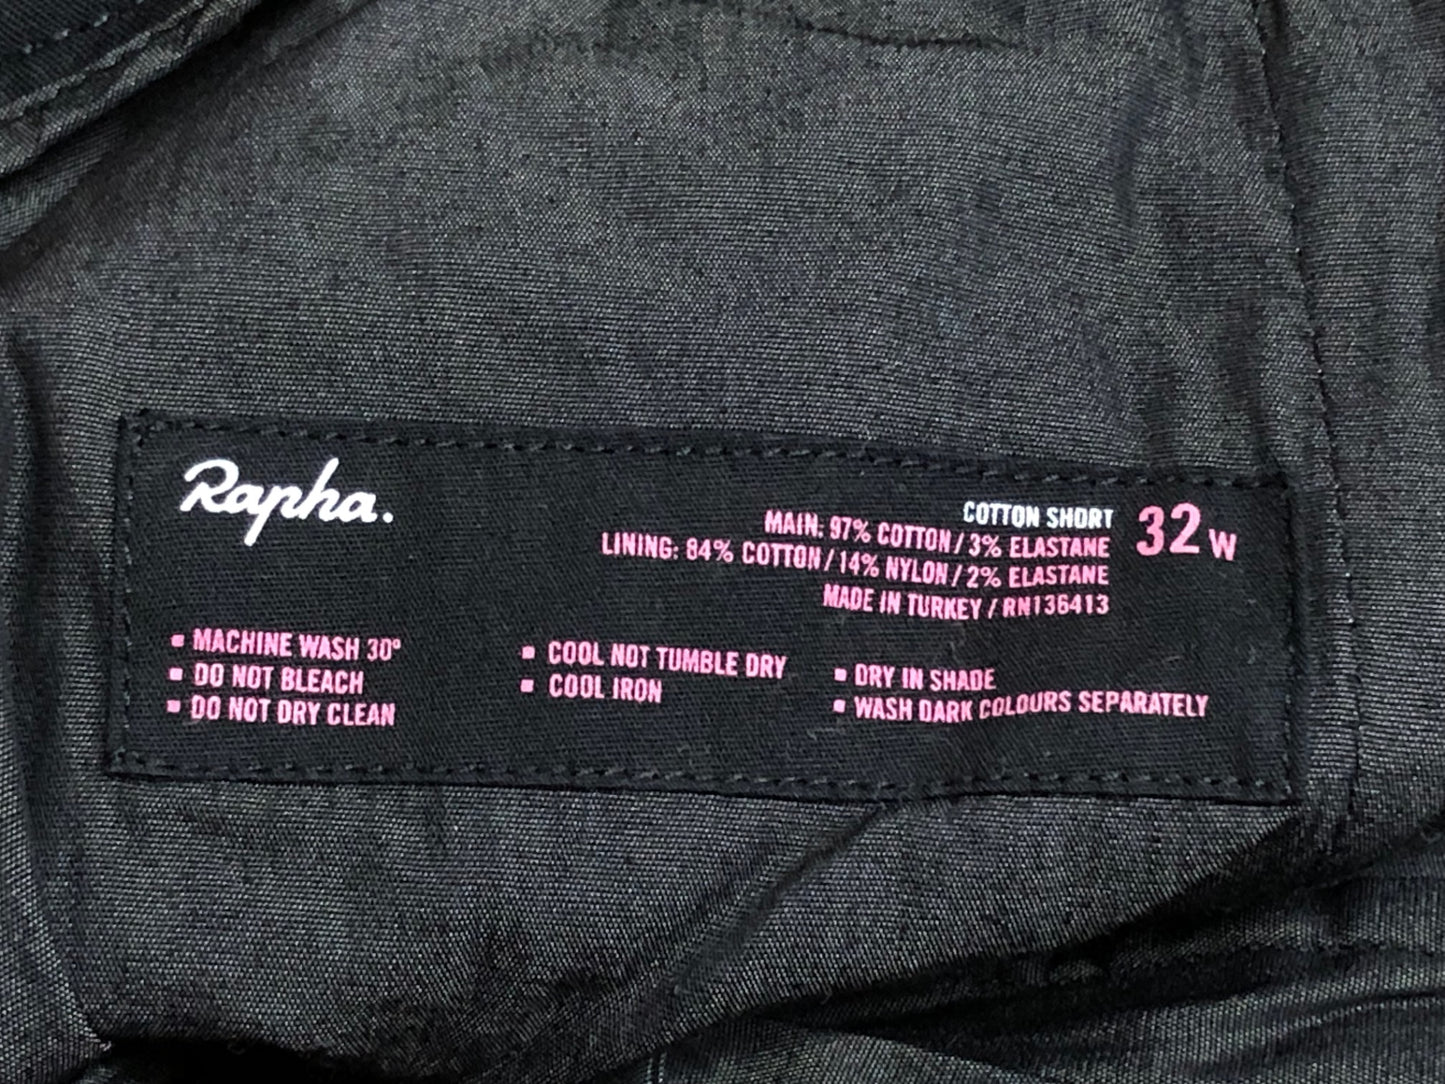 Rapha.
COTTON SHORT 32 W
MAIN: 97% COTTON / 3% ELASTANE
LINING: 84% COTTON / 14% NYLON / 2% ELASTANE
MADE IN TURKEY / RN136413
▪ MACHINE WASH 30°
▪ DO NOT BLEACH
▪ DO NOT DRY CLEAN
▪ COOL NOT TUMBLE DRY
▪ COOL IRON
▪ DRY IN SHADE
▪ WASH DARK COLOURS SEPARATELY